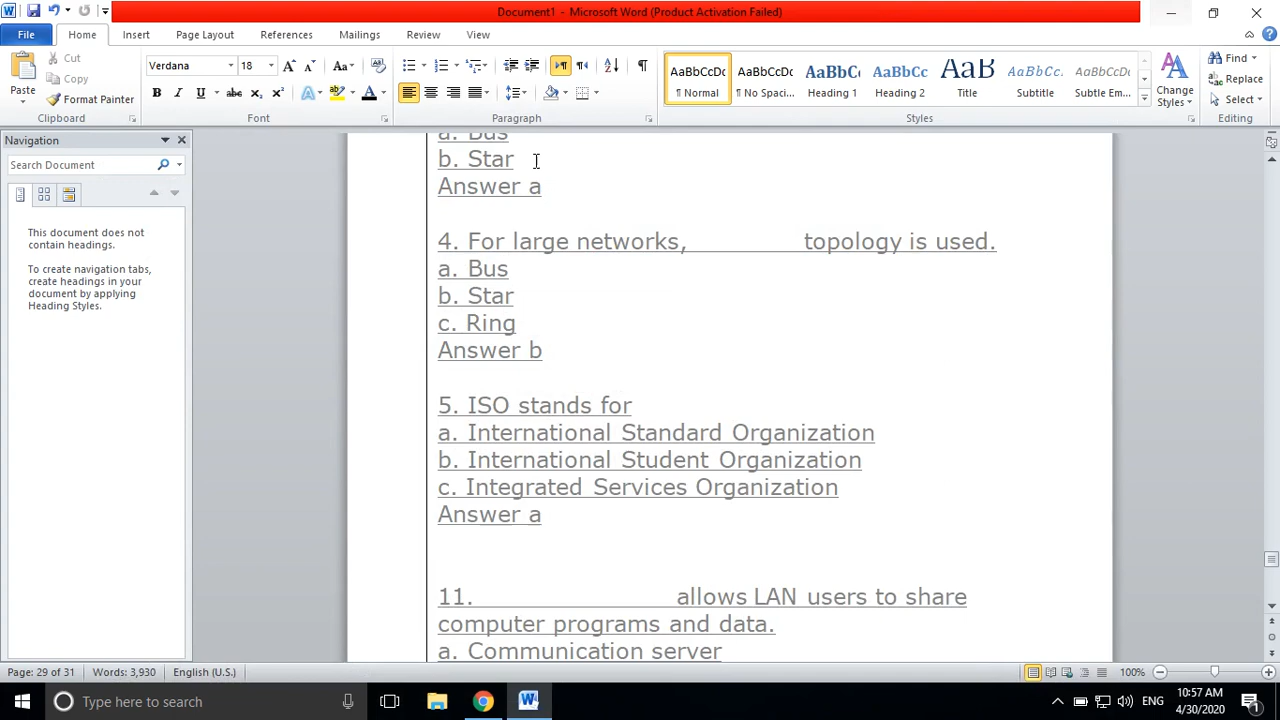 Document1 - Microsoft Word (Product Activation Failed)
File Home Insert Page Layout References Mailings Review View
Paste
Cut
Copy
Format Painter
Clipboard
Verdana 18
Font
Paragraph
AaBbCcDc AaBbCcDc AaBbCc AaBbCc AaB AaBbCc. AaBbCcDc
¶ Normal ¶ No Spaci... Heading 1 Heading 2 Title Subtitle Subtle Em...
Styles
Change Styles
Find
Replace
Select
Editing
Navigation
Search Document
This document does not contain headings.
To create navigation tabs, create headings in your document by applying Heading Styles.
a. Bus
b. Star
Answer a
4. For large networks, ________ topology is used.
a. Bus
b. Star
c. Ring
Answer b
5. ISO stands for
a. International Standard Organization
b. International Student Organization
c. Integrated Services Organization
Answer a
11. ______________ allows LAN users to share
computer programs and data.
a. Communication server
Page: 29 of 31 Words: 3,930 English (U.S.) 100%
Type here to search
ENG
10:57 AM
4/30/2020